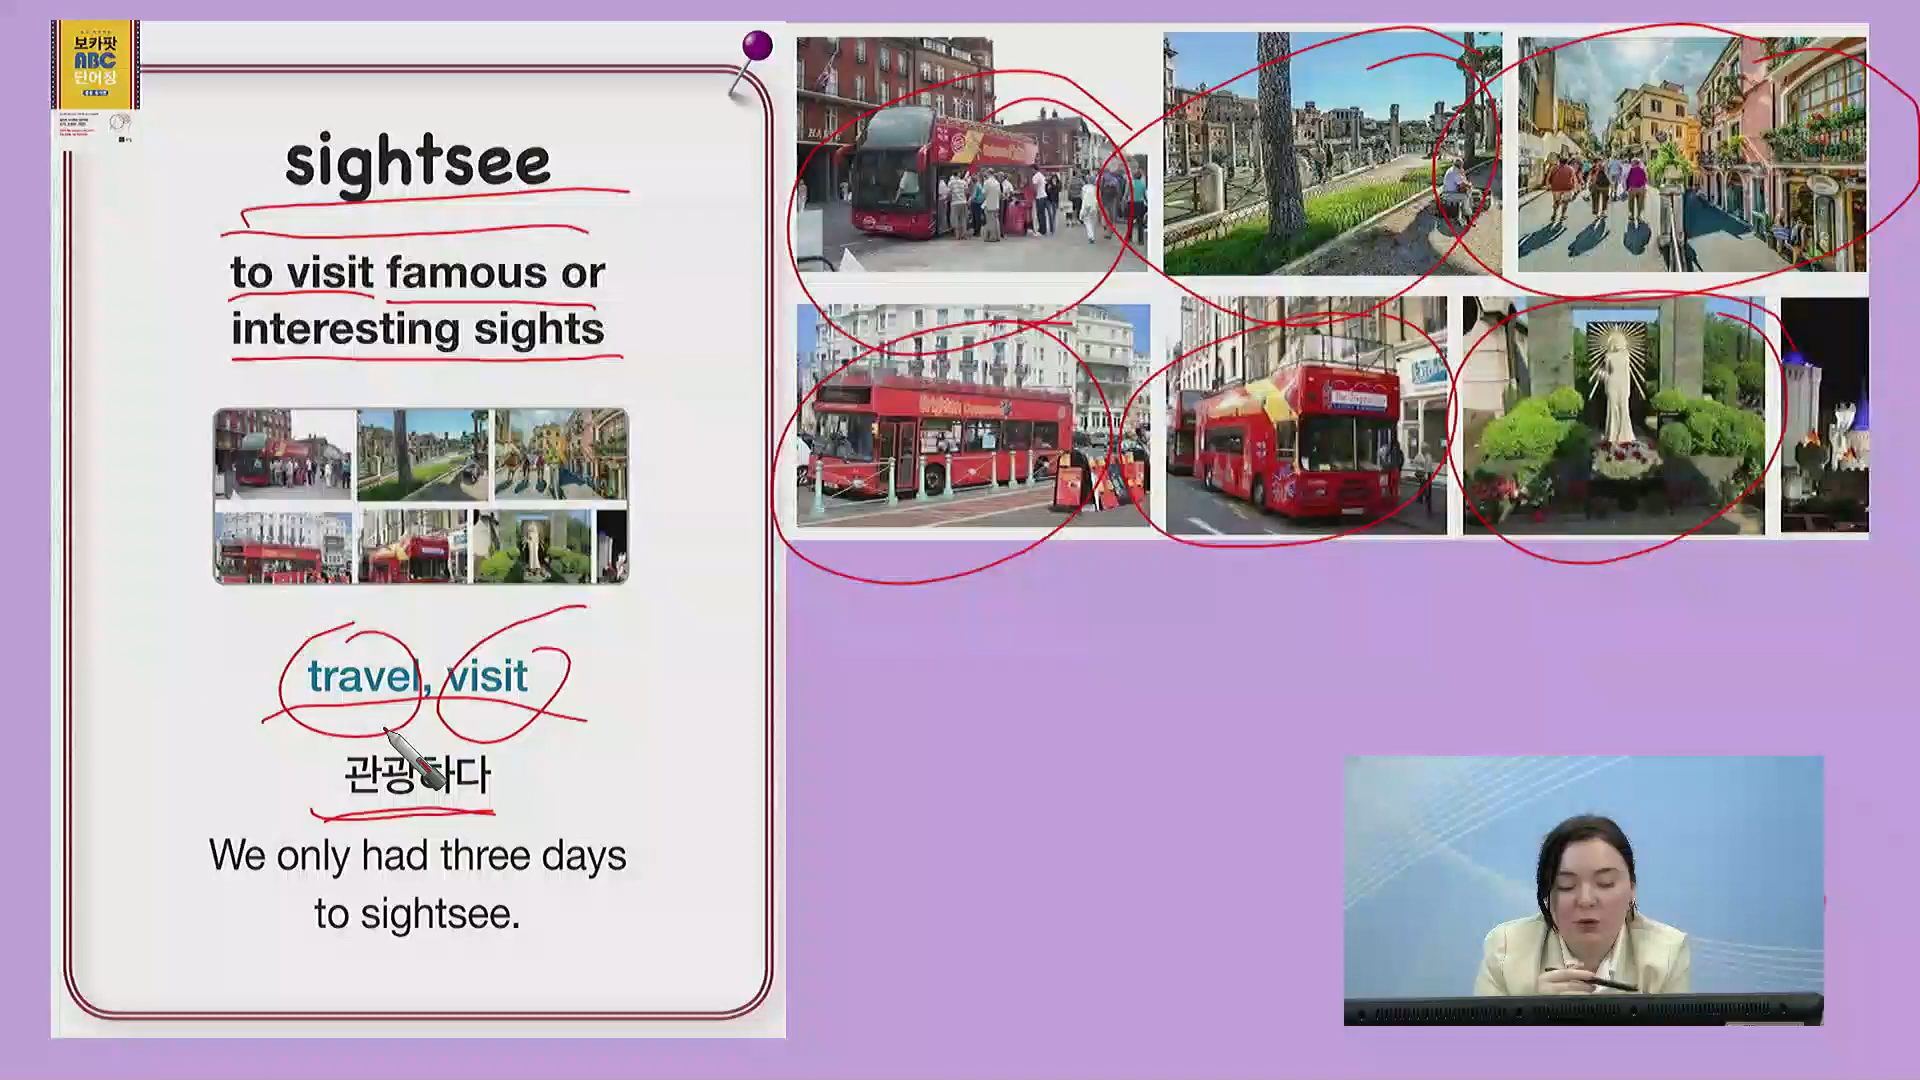 보카팟
ABC
단어장
sightsee
to visit famous or
interesting sights
travel, visit
관광하다
We only had three days
to sightsee.